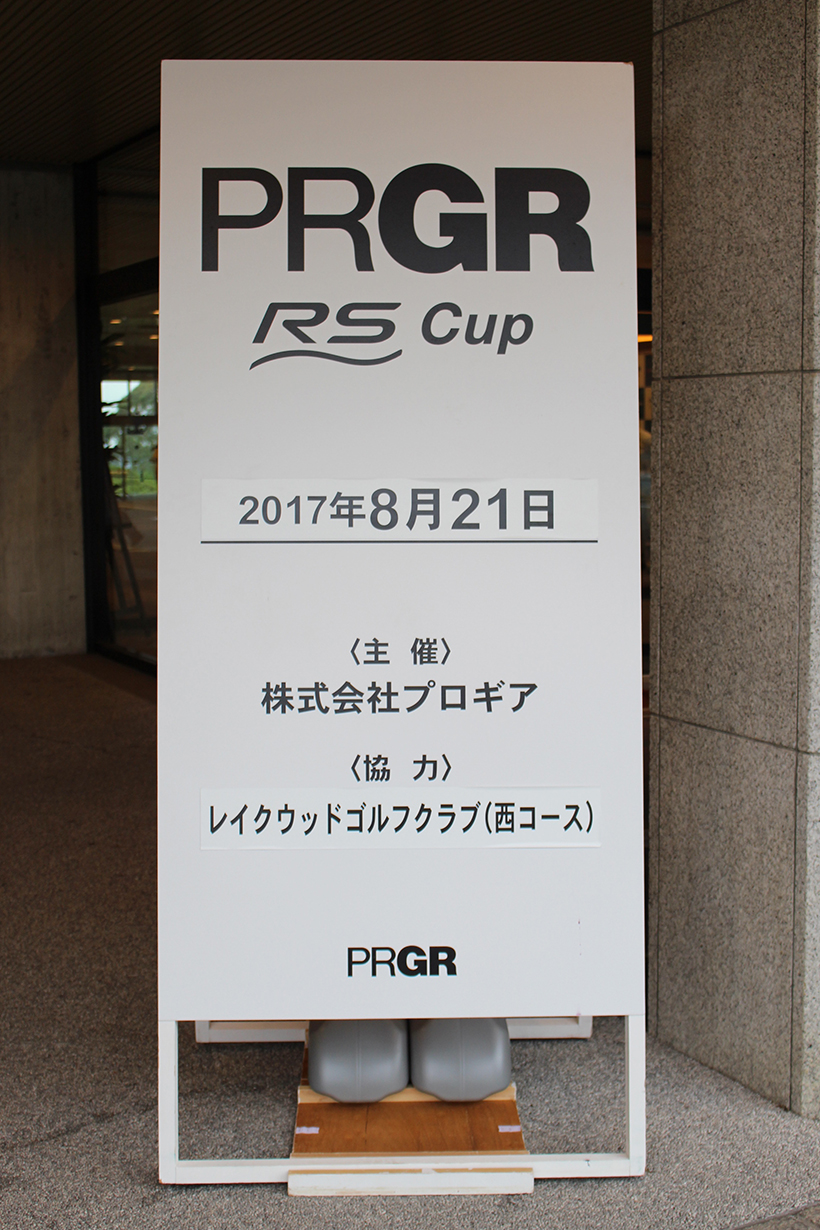 PRGR
RS Cup
2017年8月21日
〈主 催〉
株式会社プロギア
〈協 力〉
レイクウッドゴルフクラブ(西コース)
PRGR